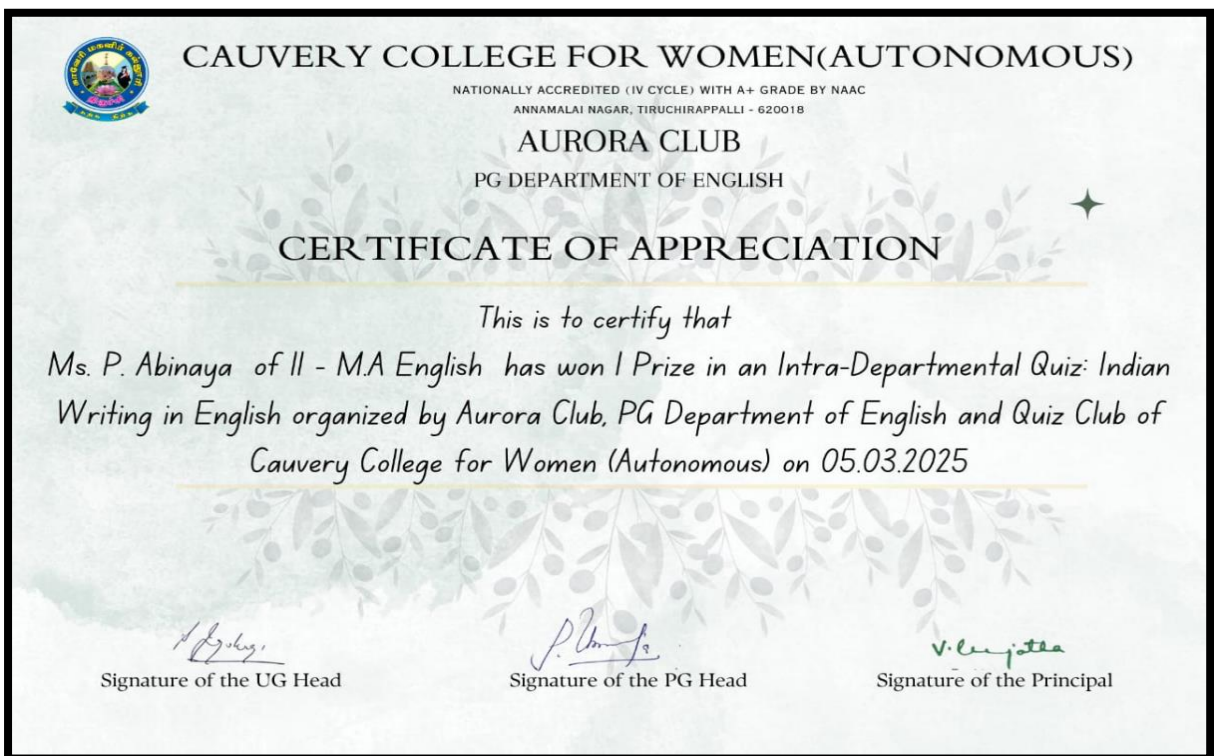 CAUVERY COLLEGE FOR WOMEN(AUTONOMOUS)
NATIONALLY ACCREDITED (IV CYCLE) WITH A+ GRADE BY NAAC
ANNAMALAI NAGAR, TIRUCHIRAPPALLI - 620018
AURORA CLUB
PG DEPARTMENT OF ENGLISH
CERTIFICATE OF APPRECIATION
This is to certify that
Ms. P. Abinaya of II - M.A English has won I Prize in an Intra-Departmental Quiz: Indian
Writing in English organized by Aurora Club, PG Department of English and Quiz Club of
Cauvery College for Women (Autonomous) on 05.03.2025
Signature of the UG Head
Signature of the PG Head
Signature of the Principal